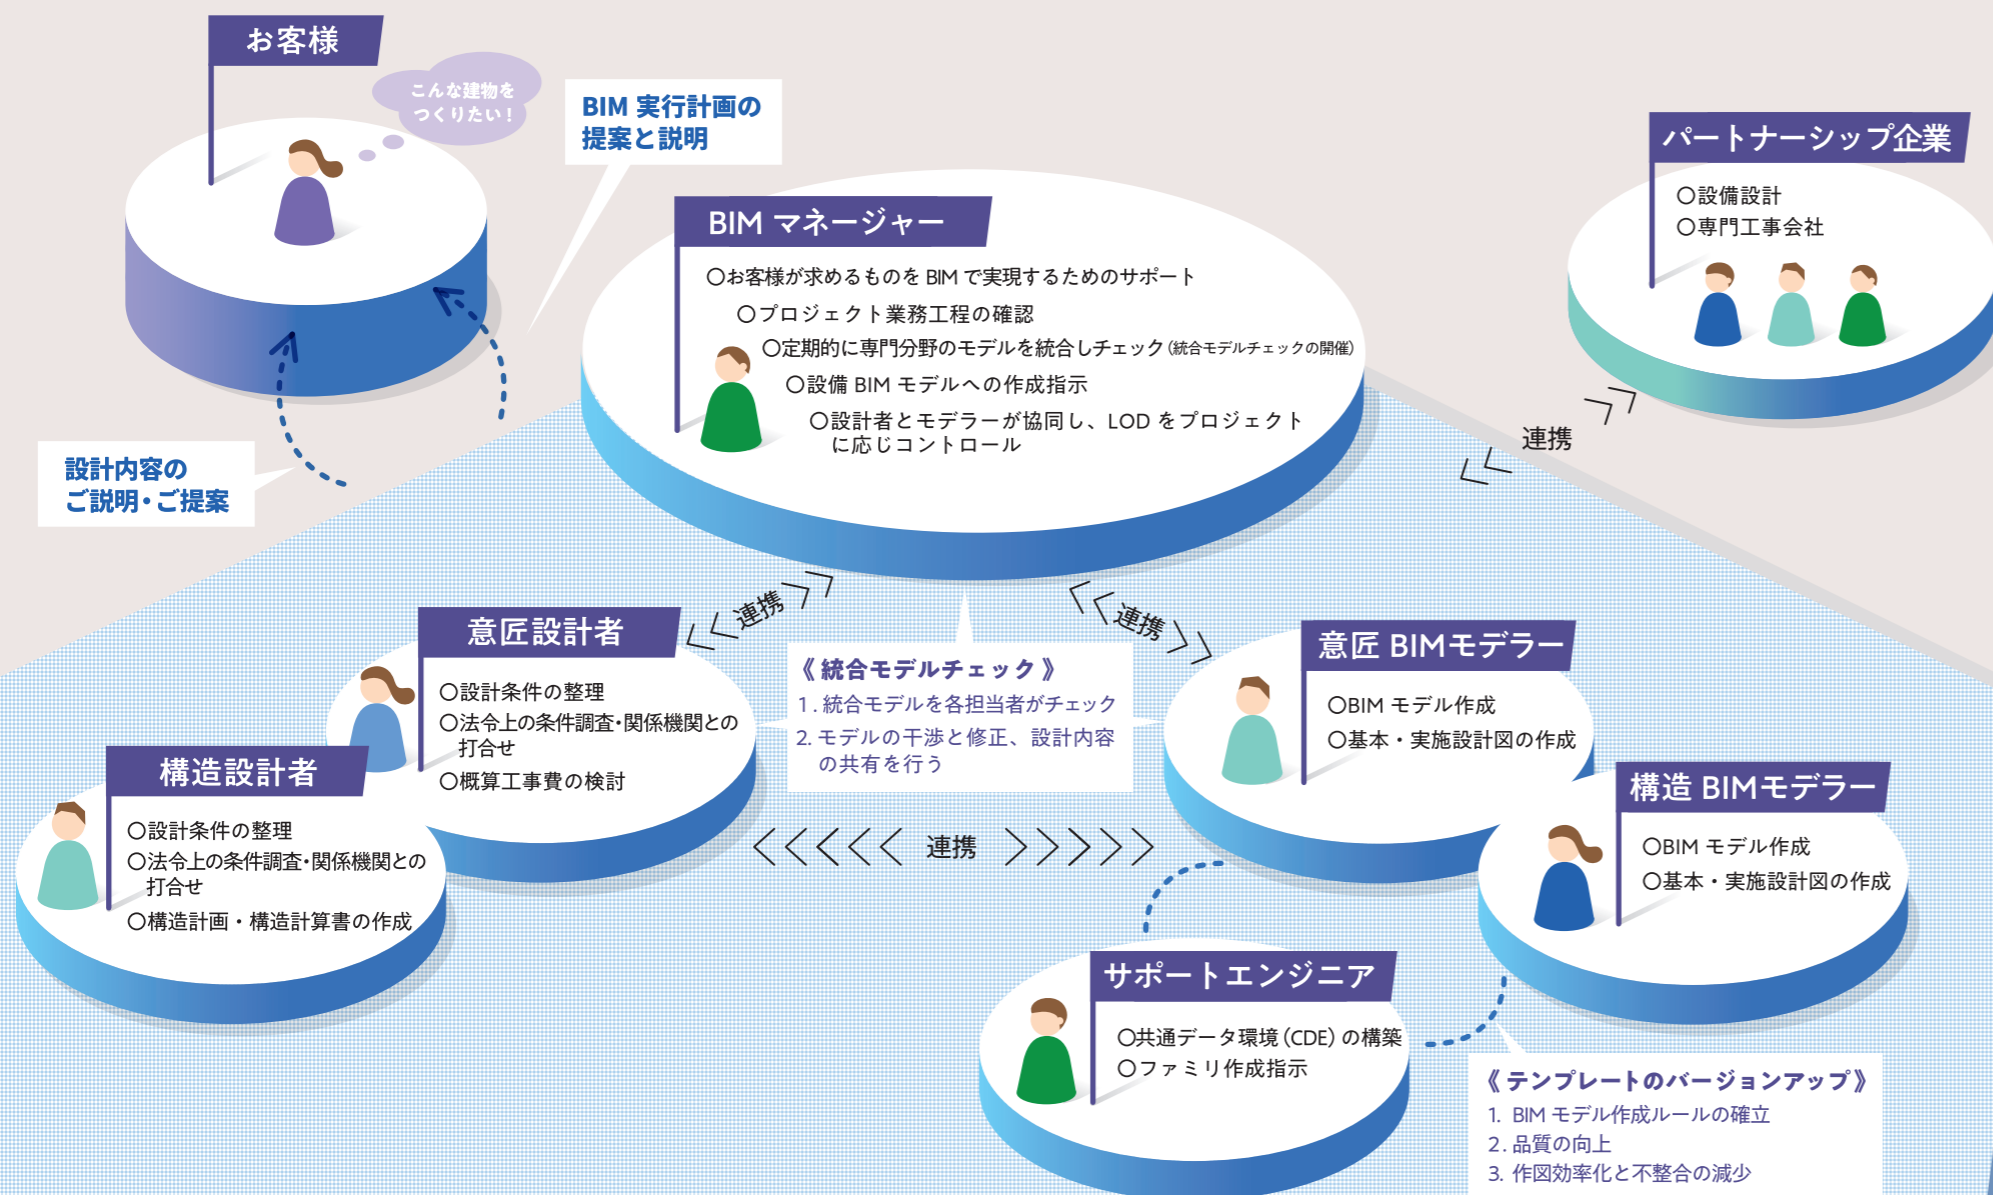 お客様
こんな建物を
つくりたい！
BIM 実行計画の
提案と説明
パートナーシップ企業
〇設備設計
〇専門工事会社
BIM マネージャー
〇お客様が求めるものを BIM で実現するためのサポート
〇プロジェクト業務工程の確認
〇定期的に専門分野のモデルを統合しチェック（統合モデルチェックの開催）
〇設備 BIM モデルへの作成指示
〇設計者とモデラーが協同し、LOD をプロジェクト
に応じコントロール
連携
設計内容の
ご説明・ご提案
連携
連携
意匠設計者
〇設計条件の整理
〇法令上の条件調査・関係機関との
打合せ
〇概算工事費の検討
《 統合モデルチェック 》
1. 統合モデルを各担当者がチェック
2. モデルの干渉と修正、設計内容
の共有を行う
意匠 BIMモデラー
〇BIM モデル作成
〇基本・実施設計図の作成
構造設計者
〇設計条件の整理
〇法令上の条件調査・関係機関との
打合せ
〇構造計画・構造計算書の作成
連携
構造 BIMモデラー
〇BIM モデル作成
〇基本・実施設計図の作成
サポートエンジニア
〇共通データ環境（CDE）の構築
〇ファミリ作成指示
《 テンプレートのバージョンアップ 》
1. BIM モデル作成ルールの確立
2. 品質の向上
3. 作図効率化と不整合の減少